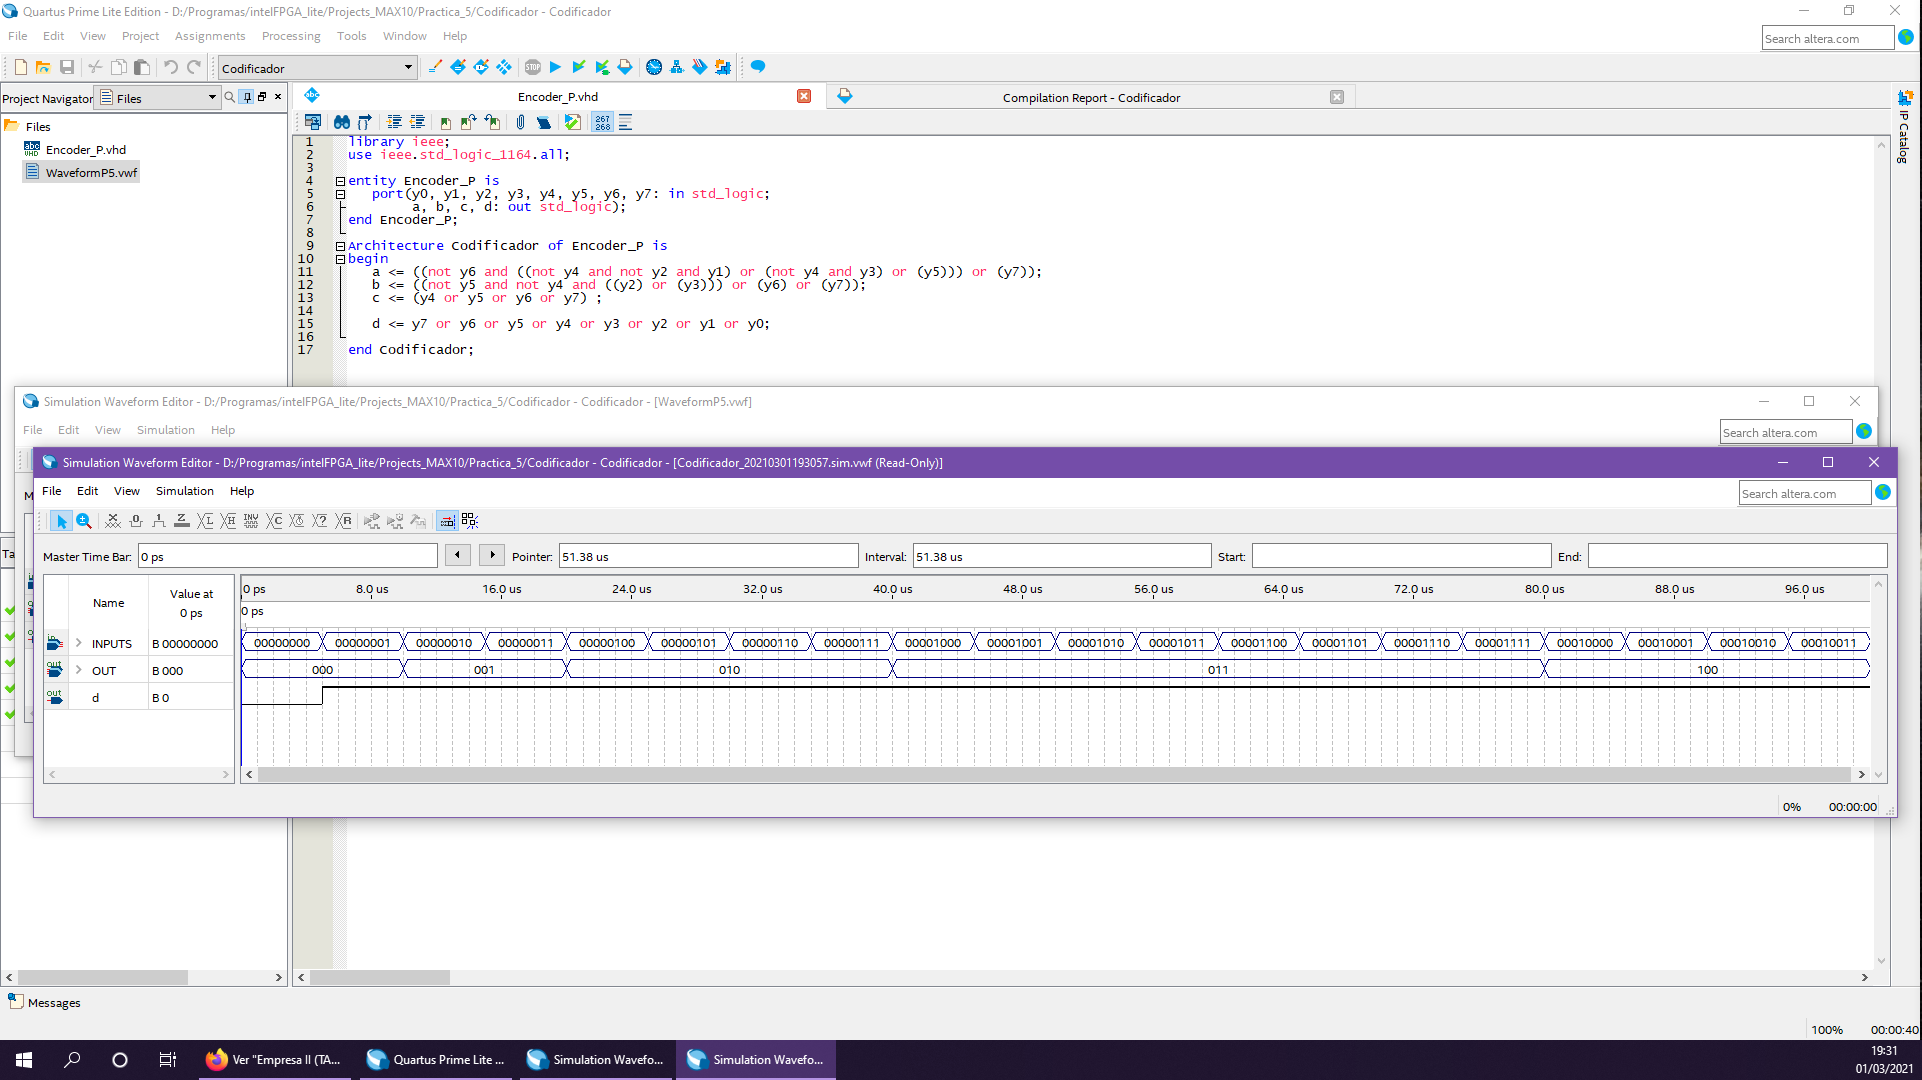 Quartus Prime Lite Edition - D:/Programas/intelFPGA_lite/Projects_MAX10/Practica_5/Codificador - Codificador
File Edit View Project Assignments Processing Tools Window Help
Search altera.com
Codificador
Project Navigator Files
Encoder_P.vhd
Compilation Report - Codificador
IP Catalog
Files
Encoder_P.vhd
WaveformP5.vwf
1 library ieee;
2 use ieee.std_logic_1164.all;
3
4 entity Encoder_P is
5 port(y0, y1, y2, y3, y4, y5, y6, y7: in std_logic;
6 a, b, c, d: out std_logic);
7 end Encoder_P;
8
9 Architecture Codificador of Encoder_P is
10 begin
11 a <= ((not y6 and ((not y4 and not y2 and y1) or (not y4 and y3) or (y5))) or (y7));
12 b <= ((not y5 and not y4 and ((y2) or (y3))) or (y6) or (y7));
13 c <= (y4 or y5 or y6 or y7) ;
14
15 d <= y7 or y6 or y5 or y4 or y3 or y2 or y1 or y0;
16
17 end Codificador;
Simulation Waveform Editor - D:/Programas/intelFPGA_lite/Projects_MAX10/Practica_5/Codificador - Codificador - [WaveformP5.vwf]
File Edit View Simulation Help
Search altera.com
Simulation Waveform Editor - D:/Programas/intelFPGA_lite/Projects_MAX10/Practica_5/Codificador - Codificador - [Codificador_20210301193057.sim.vwf (Read-Only)]
File Edit View Simulation Help
Search altera.com
Master Time Bar: 0 ps Pointer: 51.38 us Interval: 51.38 us Start: End:
Name Value at 0 ps
0 ps 8.0 us 16.0 us 24.0 us 32.0 us 40.0 us 48.0 us 56.0 us 64.0 us 72.0 us 80.0 us 88.0 us 96.0 us
0 ps
INPUTS B 00000000 00000000 00000001 00000010 00000011 00000100 00000101 00000110 00000111 00001000 00001001 00001010 00001011 00001100 00001101 00001110 00001111 00010000 00010001 00010010 00010011
OUT B 000 000 001 010 011 100
d B 0
0% 00:00:00
Messages
100% 00:00:40
Ver "Empresa II (TA...
Quartus Prime Lite ...
Simulation Wavefo...
Simulation Wavefo...
19:31
01/03/2021